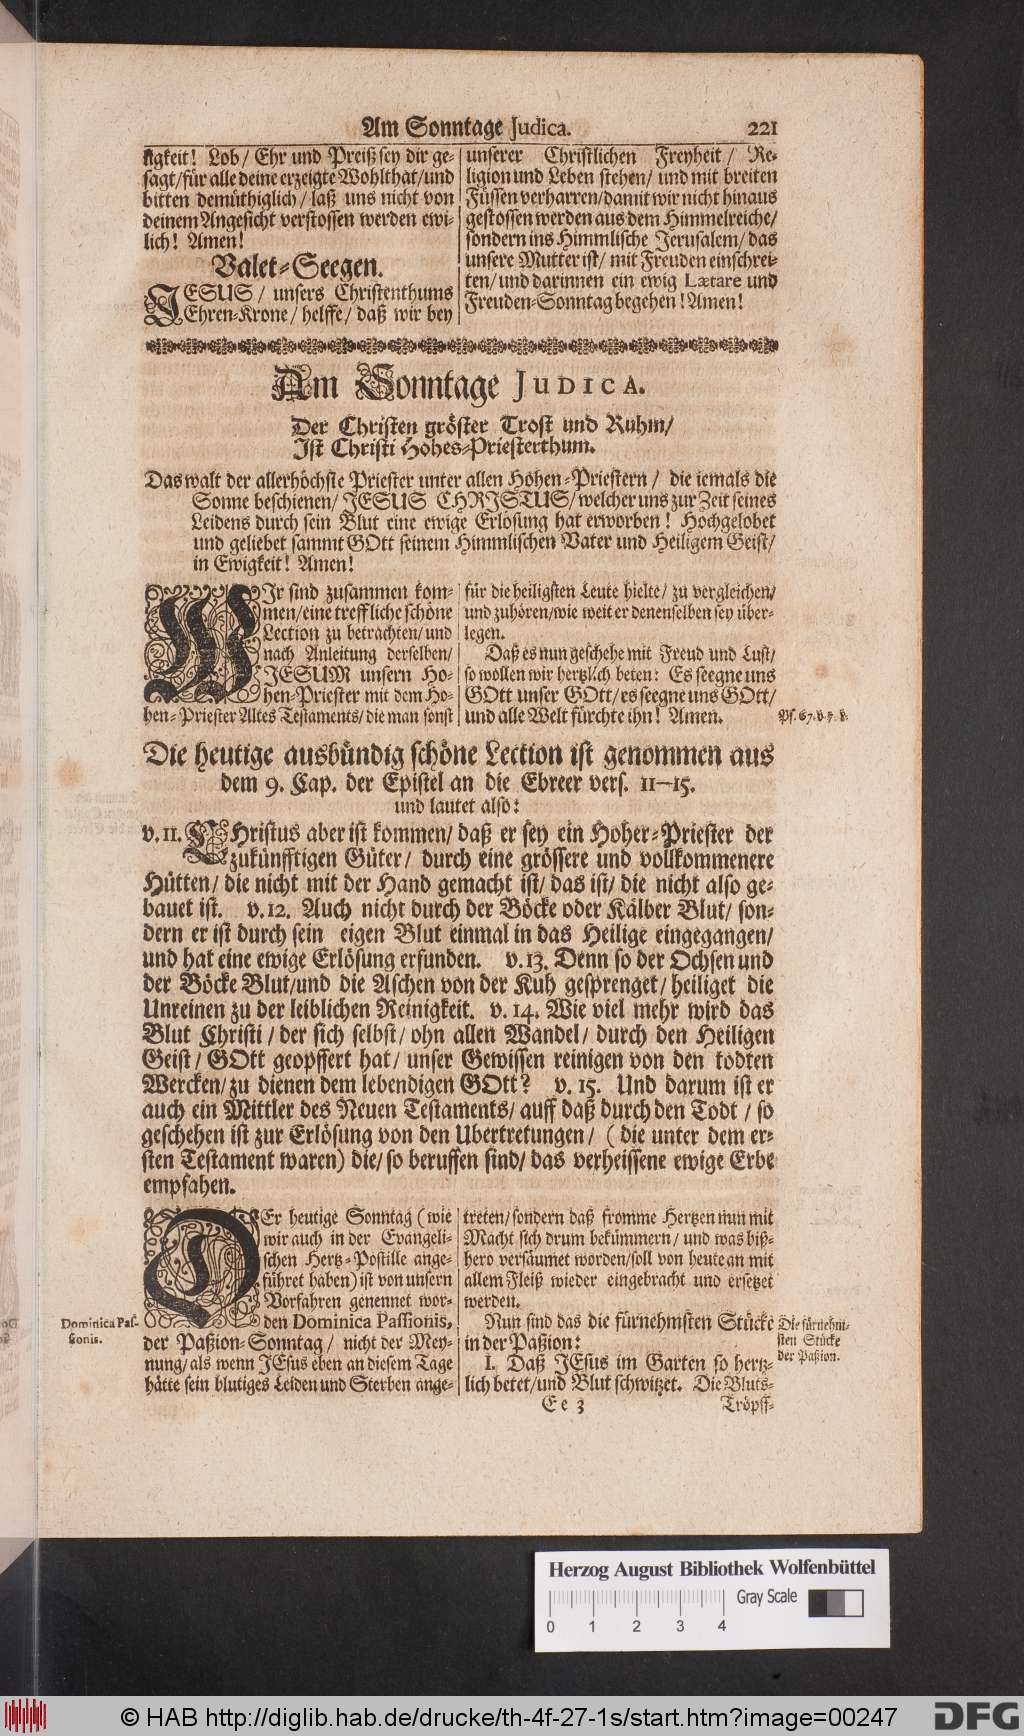 Am Sonntage Judica. 221
igkeit! Lob/ Ehr und Preiß sey dir ge-
sagt/für alle deine erzeigte Wohlthat/und
bitten demüthiglich/ laß uns nicht von
deinem Angesicht verstossen werden ewi-
lich! Amen!
Valet-Seegen.
JESUS/ unsers Christenthums
Ehren-Krone/ helffe/ daß wir bey
unserer Christlichen Freyheit/ Re-
ligion und Leben stehen/ und mit breiten
Füssen verharren/damit wir nicht hinaus
gestossen werden aus dem Himmelreiche/
sondern ins Himmlische Jerusalem/ das
unsere Mutter ist/ mit Freuden einschrei-
ten/ und darinnen ein ewig Lætare und
Freuden-Sonntag begehen! Amen!
Am Sonntage JUDICA.
Der Christen gröster Trost und Ruhm/
Ist Christi Hohes-Priesterthum.
Das walt der allerhöchste Priester unter allen Hohen-Priestern/ die iemals die
Sonne beschienen/ JESUS CHRISTUS/ welcher uns zur Zeit seines
Leidens durch sein Blut eine ewige Erlösung hat erworben! Hochgelobet
und geliebet sammt GOtt seinem Himmlischen Vater und Heiligem Geist/
in Ewigkeit! Amen!
WIr sind zusammen kom-
men/eine treffliche schöne
Lection zu betrachten/und
nach Anleitung derselben/
JESUM unsern Ho-
hen-Priester mit dem Ho-
hen-Priester Altes Testaments/ die man sonst
für die heiligsten Leute hielte/ zu vergleichen/
und zuhören/wie weit er denenselben sey über-
legen.
Daß es nun geschehe mit Freud und Lust/
so wollen wir hertzlich beten: Es seegne uns
GOtt unser GOtt/ es seegne uns GOtt/
und alle Welt fürchte ihn! Amen.
Ps. 67. v. 7. 8.
Die heutige ausbündig schöne Lection ist genommen aus
dem 9. Cap. der Epistel an die Ebreer vers. 11—15.
und lautet also:
v. 11. CHristus aber ist kommen/ daß er sey ein Hoher-Priester der
zukünfftigen Güter/ durch eine grössere und vollkommenere
Hütten/ die nicht mit der Hand gemacht ist/ das ist/ die nicht also ge-
bauet ist. v. 12. Auch nicht durch der Böcke oder Kälber Blut/ son-
dern er ist durch sein eigen Blut einmal in das Heilige eingegangen/
und hat eine ewige Erlösung erfunden. v. 13. Denn so der Ochsen und
der Böcke Blut/und die Aschen von der Kuh gesprenget/ heiliget die
Unreinen zu der leiblichen Reinigkeit. v. 14. Wie viel mehr wird das
Blut Christi/ der sich selbst/ ohn allen Wandel/ durch den Heiligen
Geist/ GOtt geopffert hat/ unser Gewissen reinigen von den todten
Wercken/ zu dienen dem lebendigen GOtt? v. 15. Und darum ist er
auch ein Mittler des Neuen Testaments/ auff daß durch den Todt/ so
geschehen ist zur Erlösung von den Ubertretungen/ (die unter dem er-
sten Testament waren) die/ so beruffen sind/ das verheissene ewige Erbe
empfahen.
DEr heutige Sonntag (wie
wir auch in der Evangeli-
schen Hertz-Postille ange-
führet haben) ist von unsern
Vorfahren genennet wor-
den Dominica Passionis,
der Paßion-Sonntag/ nicht der Mey-
nung/ als wenn JEsus eben an diesem Tage
hätte sein blutiges Leiden und Sterben ange-
Dominica Pas-
sionis.
treten/sondern daß fromme Hertzen nun mit
Macht sich drum bekümmern/ und was biß-
hero versäumet worden/soll von heute an mit
allem Fleiß wieder eingebracht und ersetzet
werden.
Nun sind das die fürnehmsten Stücke
in der Paßion:
I. Daß JEsus im Garten so hertz-
lich betet/und Blut schwitzet. Die Bluts-
Die fürnehm-
sten Stücke
der Paßion.
Ee 3 Tröpff-
Herzog August Bibliothek Wolfenbüttel
Gray Scale
0 1 2 3 4
© HAB http://diglib.hab.de/drucke/th-4f-27-1s/start.htm?image=00247
DFG